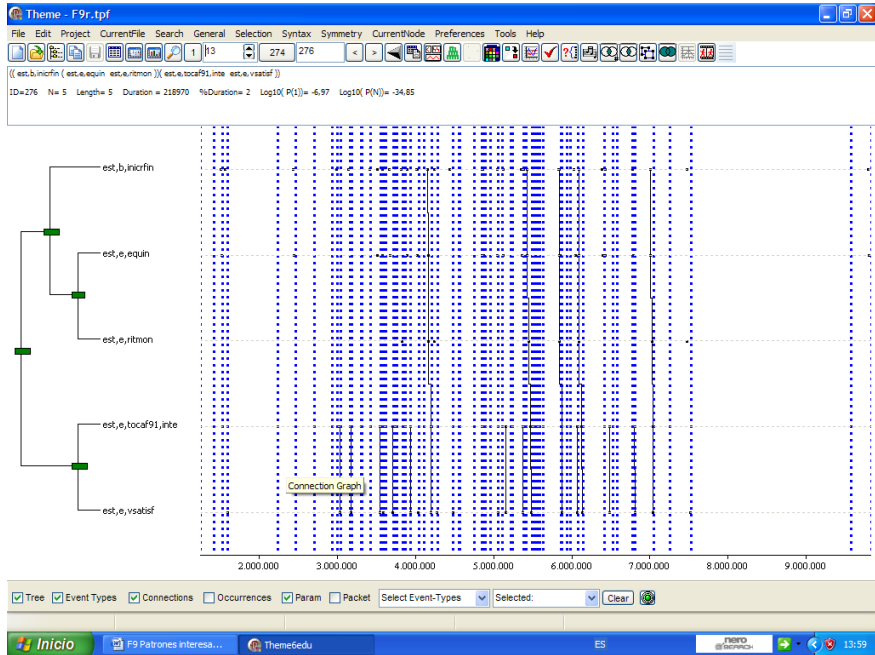 Theme - F9r.tpf
File Edit Project CurrentFile Search General Selection Syntax Symmetry CurrentNode Preferences Tools Help
1 13 274 276 < >
(( est,b,inicrfin ( est,e,equin est,e,ritmon ))( est,e,tocaf91,inte est,e,vsatisf ))
ID=276 N= 5 Length= 5 Duration = 218970 %Duration= 2 Log10( P(1))= -6,97 Log10( P(N))= -34,85
est,b,inicrfin
est,e,equin
est,e,ritmon
est,e,tocaf91,inte
Connection Graph
est,e,vsatisf
2.000.000 3.000.000 4.000.000 5.000.000 6.000.000 7.000.000 8.000.000 9.000.000
Tree Event Types Connections Occurrences Param Packet Select Event-Types Selected: Clear
Inicio F9 Patrones interesa... Theme6edu ES nero SEARCH 13:59